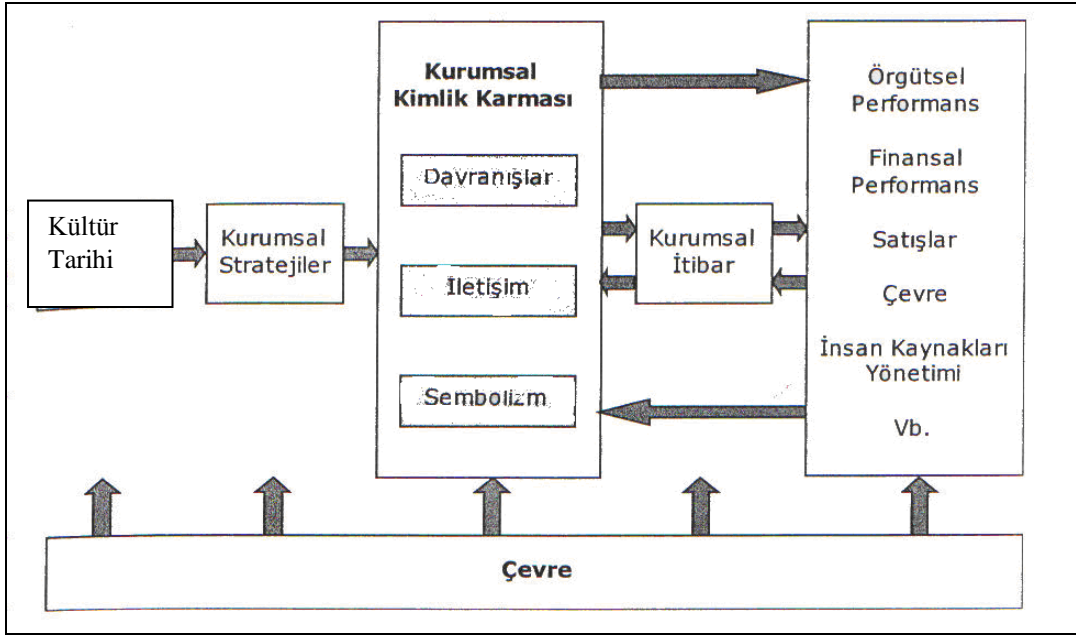 Kültür
Tarihi
Kurumsal
Stratejiler
Kurumsal
Kimlik Karması
Davranışlar
İletişim
Sembolizm
Kurumsal
İtibar
Örgütsel
Performans
Finansal
Performans
Satışlar
Çevre
İnsan Kaynakları
Yönetimi
Vb.
Çevre